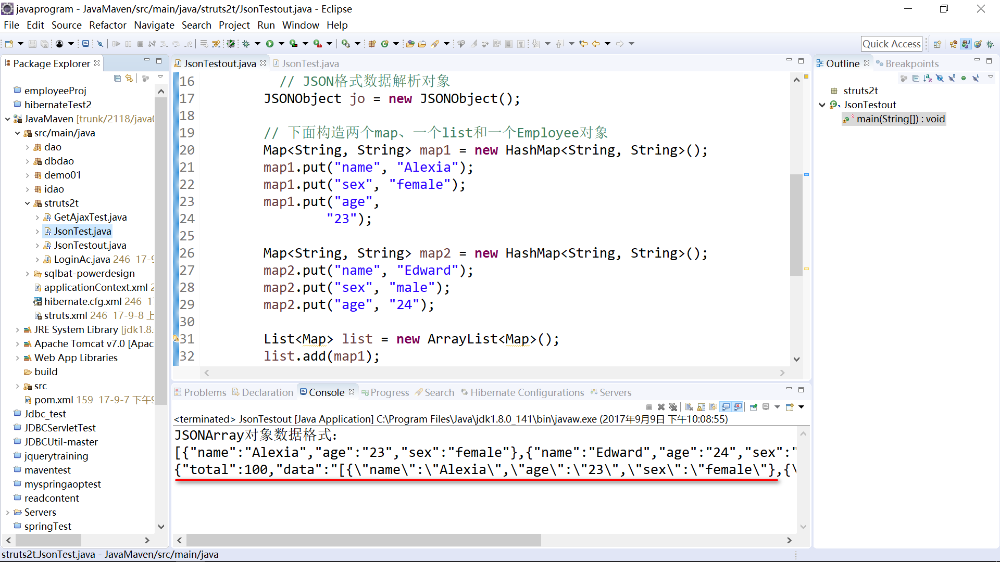 javaprogram - JavaMaven/src/main/java/struts2t/JsonTestout.java - Eclipse
File Edit Source Refactor Navigate Search Project Run Window Help
Quick Access
Package Explorer
employeeProj
hibernateTest2
JavaMaven [trunk/2118/java
src/main/java
dao
dbdao
demo01
idao
struts2t
GetAjaxTest.java
JsonTest.java
JsonTestout.java
LoginAc.java 246 17-9
sqlbat-powerdesign
applicationContext.xml 2
hibernate.cfg.xml 246 17
struts.xml 246 17-9-8 上
JRE System Library [jdk1.8.
Apache Tomcat v7.0 [Apac
Web App Libraries
build
src
pom.xml 159 17-9-7 下午9
Jdbc_test
JDBCServletTest
JDBCUtil-master
jquerytraining
maventest
myspringaoptest
readcontent
Servers
springTest
JsonTestout.java JsonTest.java
16 // JSON格式数据解析对象
17 JSONObject jo = new JSONObject();
18
19 // 下面构造两个map、一个list和一个Employee对象
20 Map<String, String> map1 = new HashMap<String, String>();
21 map1.put("name", "Alexia");
22 map1.put("sex", "female");
23 map1.put("age",
24 "23");
25
26 Map<String, String> map2 = new HashMap<String, String>();
27 map2.put("name", "Edward");
28 map2.put("sex", "male");
29 map2.put("age", "24");
30
31 List<Map> list = new ArrayList<Map>();
32 list.add(map1);
Problems Declaration Console Progress Search Hibernate Configurations Servers
<terminated> JsonTestout [Java Application] C:\Program Files\Java\jdk1.8.0_141\bin\javaw.exe (2017年9月9日 下午10:08:55)
JSONArray对象数据格式:
[{"name":"Alexia","age":"23","sex":"female"},{"name":"Edward","age":"24","sex":"
{"total":100,"data":"[{\"name\":\"Alexia\",\"age\":\"23\",\"sex\":\"female\"},{\
Outline Breakpoints
struts2t
JsonTestout
main(String[]) : void
struts2t.JsonTest.java - JavaMaven/src/main/java